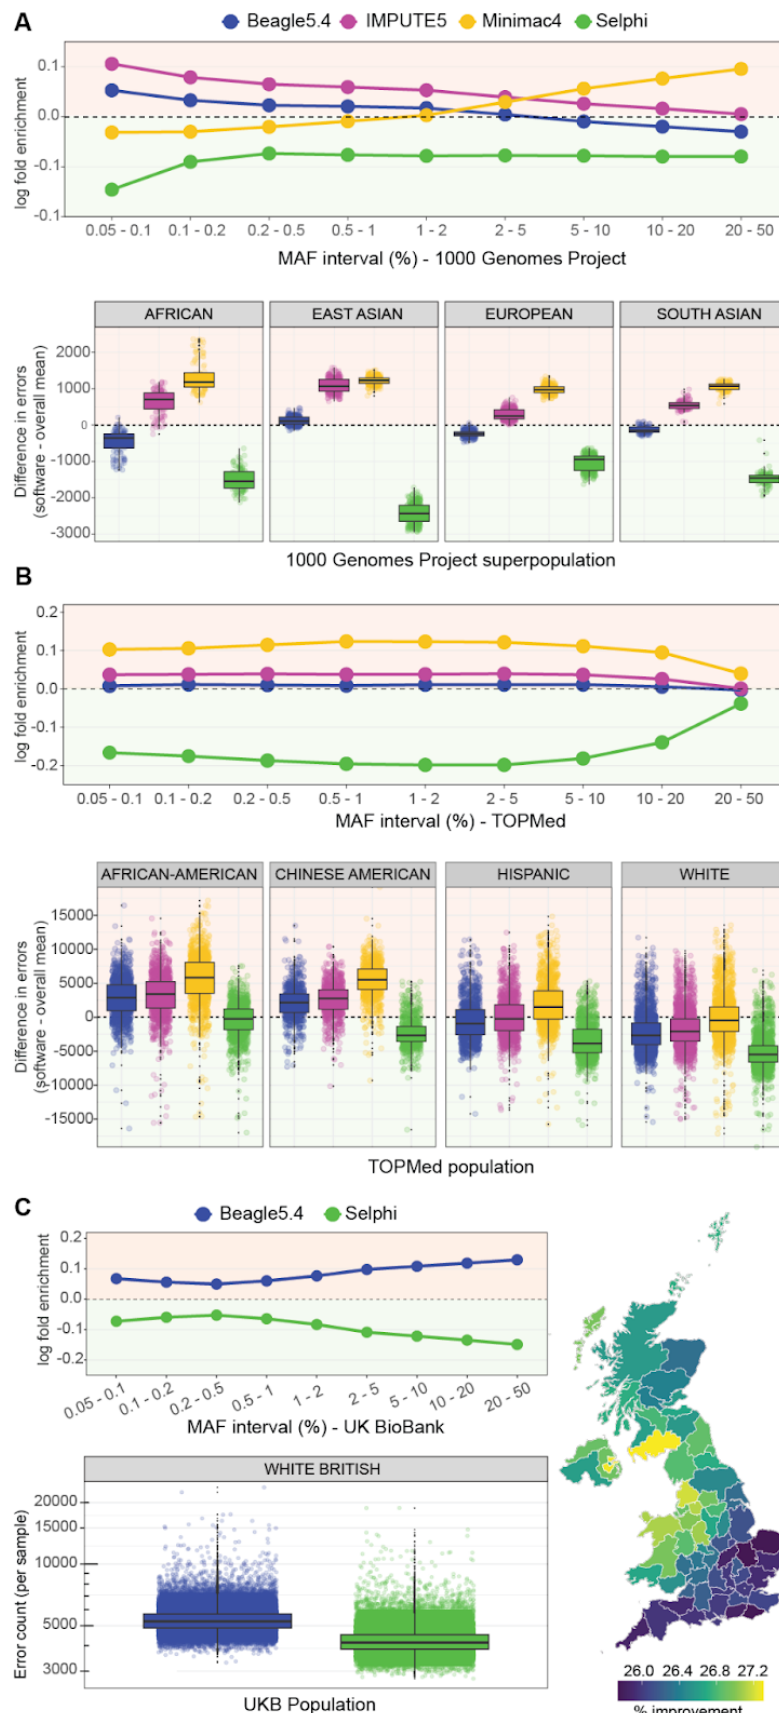 A
Beagle5.4 IMPUTE5 Minimac4 Selphi
log fold enrichment
0.1
0.0
-0.1
-0.1
0.05 - 0.1 0.1 - 0.2 0.2 - 0.5 0.5 - 1 1 - 2 2 - 5 5 - 10 10 - 20 20 - 50
MAF interval (%) - 1000 Genomes Project
AFRICAN EAST ASIAN EUROPEAN SOUTH ASIAN
Difference in errors
(software - overall mean)
2000
1000
0
-1000
-2000
-3000
1000 Genomes Project superpopulation
B
log fold enrichment
0.2
0.1
0.0
-0.1
-0.2
0.05 - 0.1 0.1 - 0.2 0.2 - 0.5 0.5 - 1 1 - 2 2 - 5 5 - 10 10 - 20 20 - 50
MAF interval (%) - TOPMed
AFRICAN-AMERICAN CHINESE AMERICAN HISPANIC WHITE
Difference in errors
(software - overall mean)
15000
10000
5000
0
-5000
-10000
-15000
TOPMed population
C
Beagle5.4 Selphi
log fold enrichment
0.2
0.1
0.0
-0.1
-0.2
0.05 - 0.1 0.1 - 0.2 0.2 - 0.5 0.5 - 1 1 - 2 2 - 5 5 - 10 10 - 20 20 - 50
MAF interval (%) - UK BioBank
WHITE BRITISH
Error count (per sample)
20000
15000
10000
5000
3000
UKB Population
26.0 26.4 26.8 27.2
% improvement